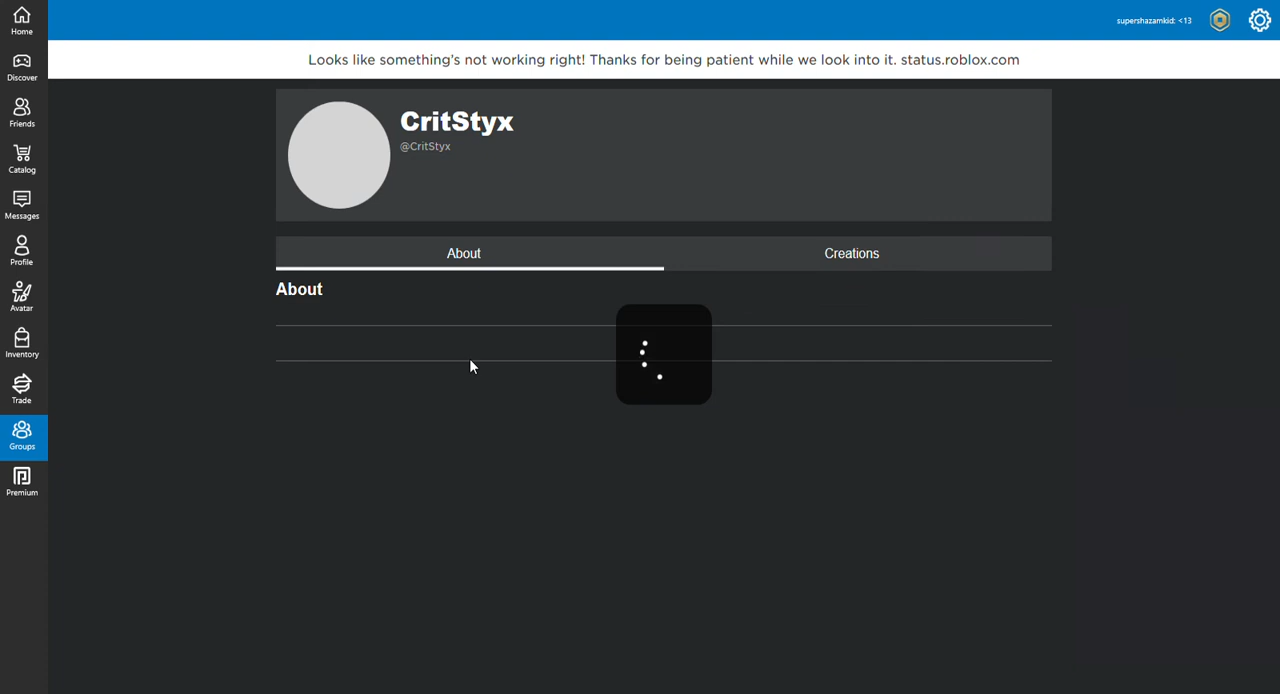 Home
Discover
Friends
Catalog
Messages
Profile
Avatar
Inventory
Trade
Groups
Premium
supershazamkid: <13
Looks like something's not working right! Thanks for being patient while we look into it. status.roblox.com
CritStyx
@CritStyx
About
Creations
About